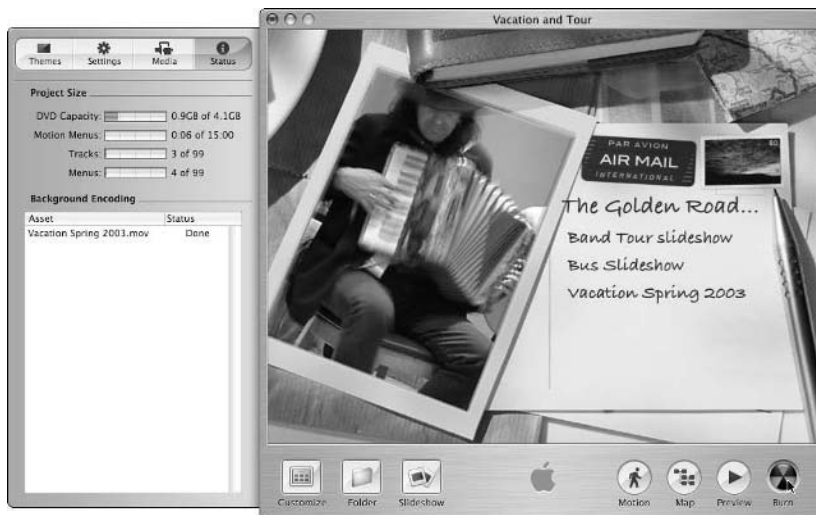 Vacation and Tour
Themes Settings Media Status
Project Size
DVD Capacity: 0.9GB of 4.1GB
Motion Menus: 0:06 of 15:00
Tracks: 3 of 99
Menus: 4 of 99
Background Encoding
Asset Status
Vacation Spring 2003.mov Done
PAR AVION
AIR MAIL
INTERNATIONAL
80
The Golden Road...
Band Tour slideshow
Bus Slideshow
Vacation Spring 2003
Customize Folder Slideshow Motion Map Preview Burn